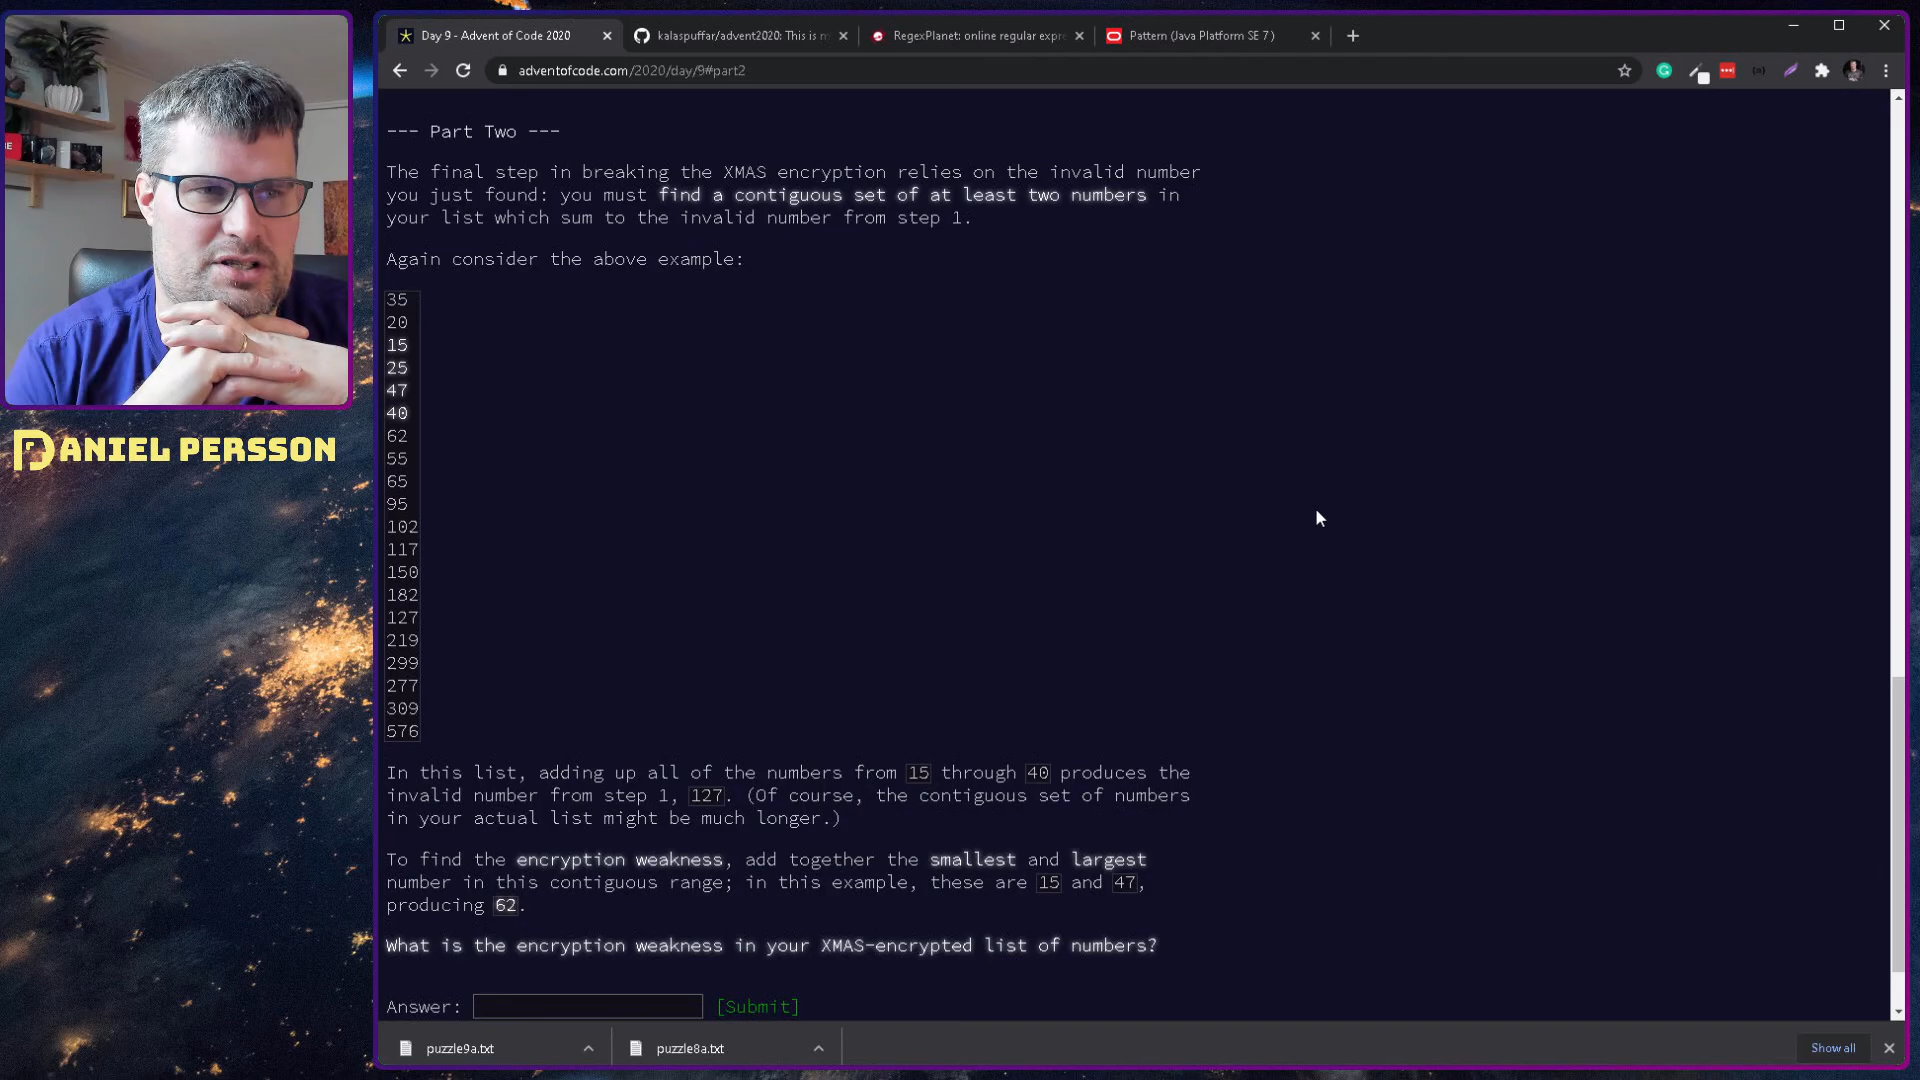 Day 9 - Advent of Code 2020
kalaspuffar/advent2020: This is m
RegexPlanet: online regular expre
Pattern (Java Platform SE 7 )
adventofcode.com/2020/day/9#part2
ANIEL PERSSON
--- Part Two ---
The final step in breaking the XMAS encryption relies on the invalid number
you just found: you must find a contiguous set of at least two numbers in
your list which sum to the invalid number from step 1.
Again consider the above example:
35
20
15
25
47
40
62
55
65
95
102
117
150
182
127
219
299
277
309
576
In this list, adding up all of the numbers from 15 through 40 produces the
invalid number from step 1, 127. (Of course, the contiguous set of numbers
in your actual list might be much longer.)
To find the encryption weakness, add together the smallest and largest
number in this contiguous range; in this example, these are 15 and 47,
producing 62.
What is the encryption weakness in your XMAS-encrypted list of numbers?
Answer: [Submit]
puzzle9a.txt
puzzle8a.txt
Show all